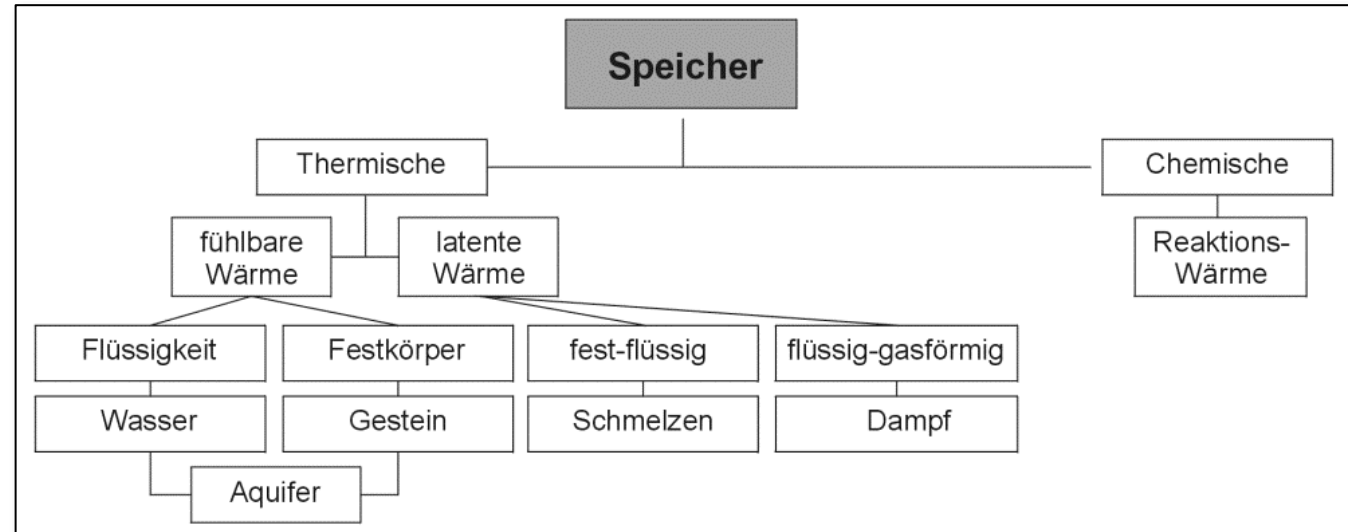 Speicher
Thermische
Chemische
fühlbare
Wärme
latente
Wärme
Reaktions-
Wärme
Flüssigkeit
Festkörper
fest-flüssig
flüssig-gasförmig
Wasser
Gestein
Schmelzen
Dampf
Aquifer